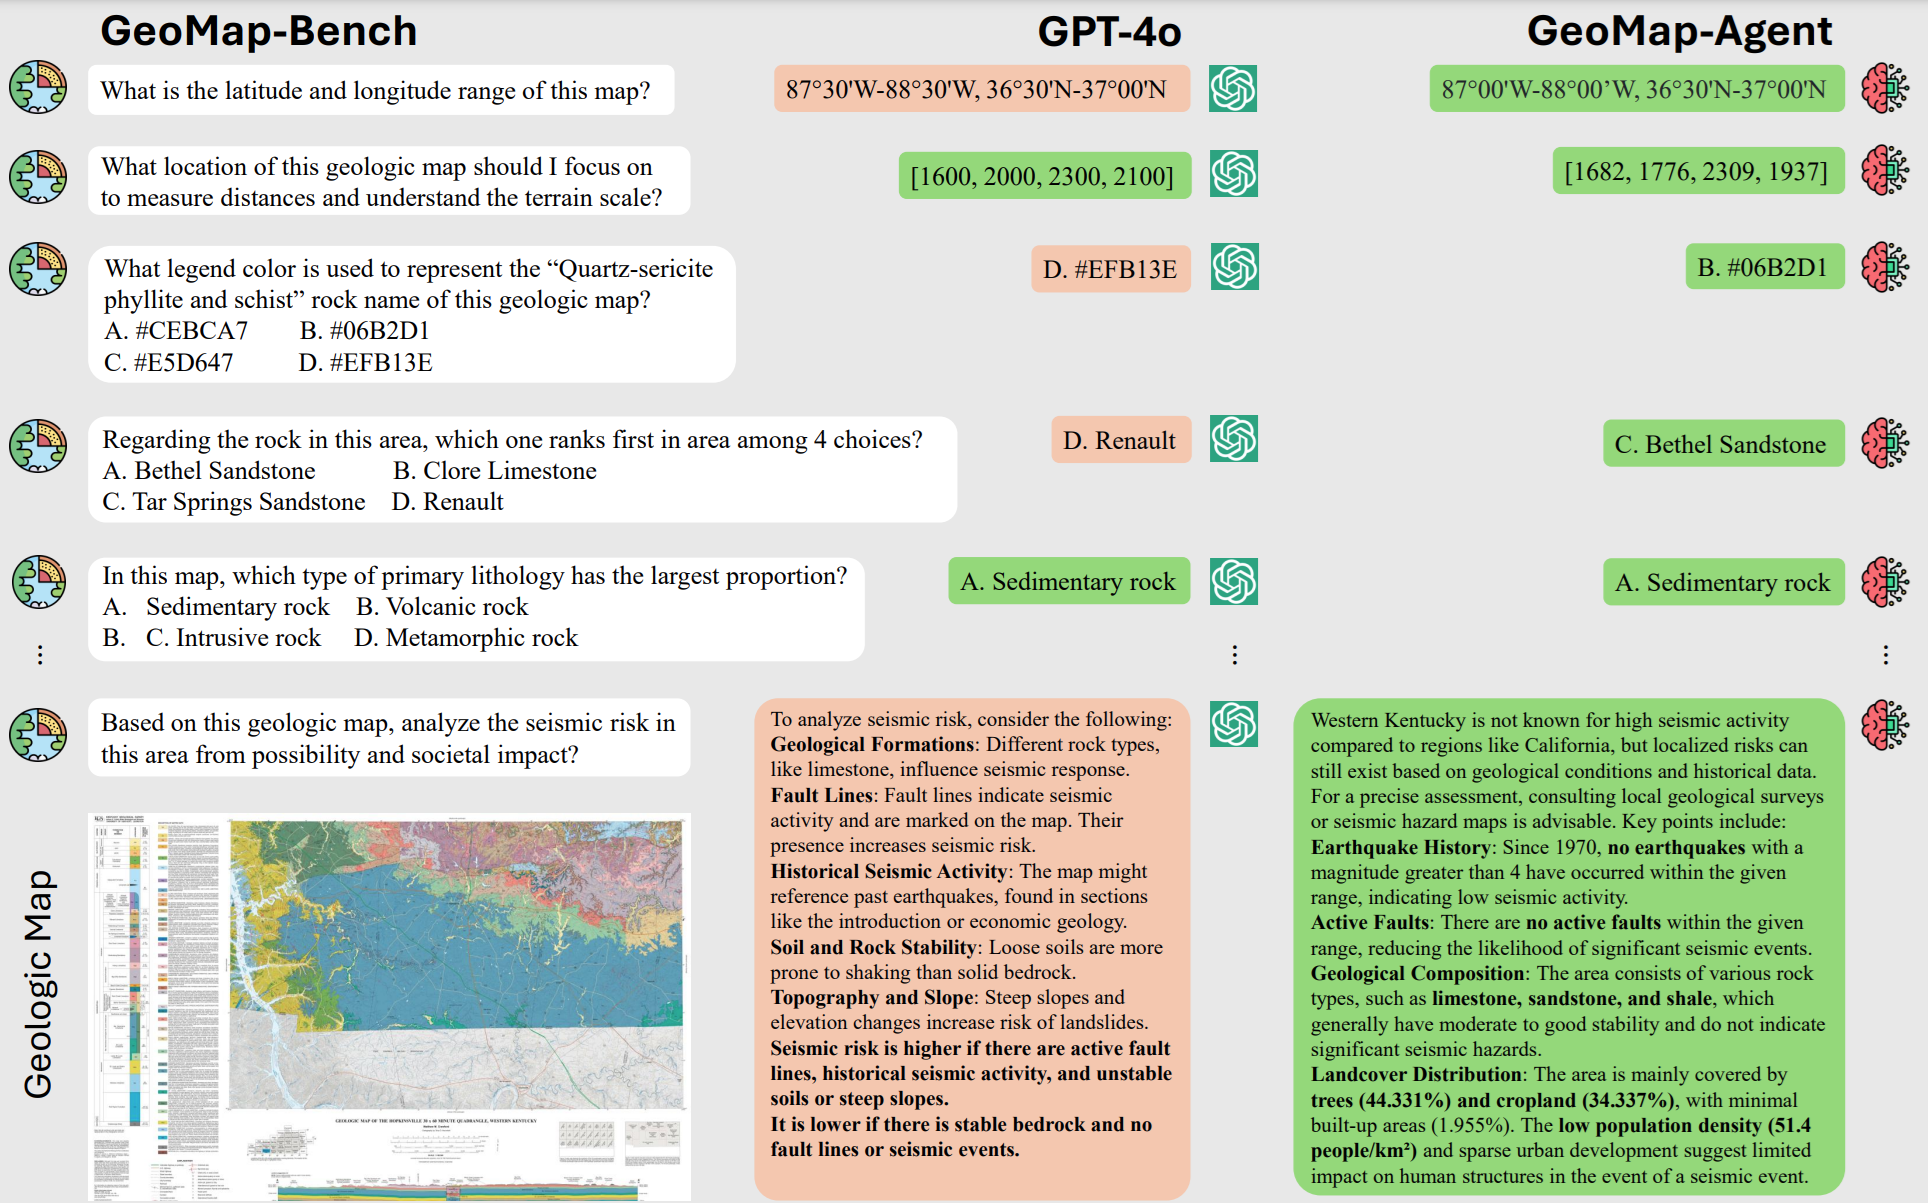 GeoMap-Bench
GPT-4o
GeoMap-Agent
What is the latitude and longitude range of this map?
87°30'W-88°30'W, 36°30'N-37°00'N
87°00'W-88°00’W, 36°30'N-37°00'N
What location of this geologic map should I focus on
to measure distances and understand the terrain scale?
[1600, 2000, 2300, 2100]
[1682, 1776, 2309, 1937]
What legend color is used to represent the “Quartz-sericite
phyllite and schist” rock name of this geologic map?
A. #CEBCA7 B. #06B2D1
C. #E5D647 D. #EFB13E
D. #EFB13E
B. #06B2D1
Regarding the rock in this area, which one ranks first in area among 4 choices?
A. Bethel Sandstone B. Clore Limestone
C. Tar Springs Sandstone D. Renault
D. Renault
C. Bethel Sandstone
In this map, which type of primary lithology has the largest proportion?
A. Sedimentary rock B. Volcanic rock
B. C. Intrusive rock D. Metamorphic rock
A. Sedimentary rock
A. Sedimentary rock
⋮
⋮
⋮
Based on this geologic map, analyze the seismic risk in
this area from possibility and societal impact?
Geologic Map
GEOLOGIC MAP OF THE HOPKINSVILLE 30 x 60 MINUTE QUADRANGLE, WESTERN KENTUCKY
To analyze seismic risk, consider the following:
Geological Formations: Different rock types,
like limestone, influence seismic response.
Fault Lines: Fault lines indicate seismic
activity and are marked on the map. Their
presence increases seismic risk.
Historical Seismic Activity: The map might
reference past earthquakes, found in sections
like the introduction or economic geology.
Soil and Rock Stability: Loose soils are more
prone to shaking than solid bedrock.
Topography and Slope: Steep slopes and
elevation changes increase risk of landslides.
Seismic risk is higher if there are active fault
lines, historical seismic activity, and unstable
soils or steep slopes.
It is lower if there is stable bedrock and no
fault lines or seismic events.
Western Kentucky is not known for high seismic activity
compared to regions like California, but localized risks can
still exist based on geological conditions and historical data.
For a precise assessment, consulting local geological surveys
or seismic hazard maps is advisable. Key points include:
Earthquake History: Since 1970, no earthquakes with a
magnitude greater than 4 have occurred within the given
range, indicating low seismic activity.
Active Faults: There are no active faults within the given
range, reducing the likelihood of significant seismic events.
Geological Composition: The area consists of various rock
types, such as limestone, sandstone, and shale, which
generally have moderate to good stability and do not indicate
significant seismic hazards.
Landcover Distribution: The area is mainly covered by
trees (44.331%) and cropland (34.337%), with minimal
built-up areas (1.955%). The low population density (51.4
people/km²) and sparse urban development suggest limited
impact on human structures in the event of a seismic event.